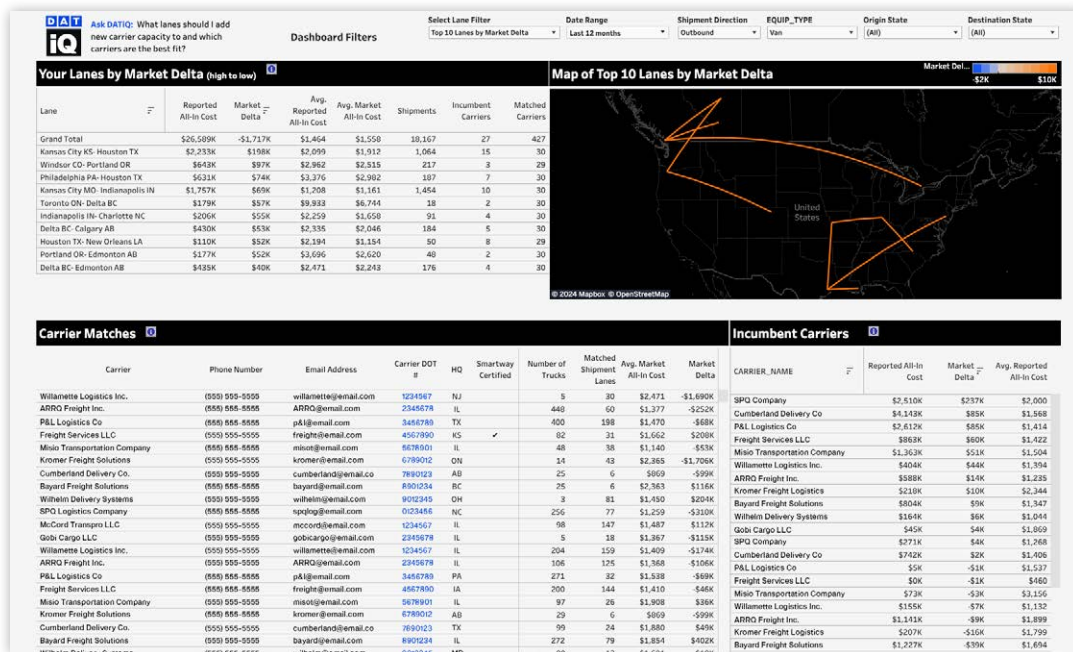 DAT
iQ
Ask DATIQ: What lanes should I add
new carrier capacity to and which
carriers are the best fit?
Dashboard Filters
Select Lane Filter Date Range Shipment Direction EQUIP_TYPE Origin State Destination State
Top 10 Lanes by Market Delta Last 12 months Outbound Van (All) (All)
Your Lanes by Market Delta (high to low)
Lane Reported All-In Cost Market Delta Avg. Reported All-In Cost Avg. Market All-In Cost Shipments Incumbent Carriers Matched Carriers
Grand Total $26,589K -$1,717K $1,464 $1,558 18,167 27 427
Kansas City KS- Houston TX $2,233K $198K $2,099 $1,912 1,064 15 30
Windsor CO- Portland OR $643K $97K $2,962 $2,515 217 3 29
Philadelphia PA- Houston TX $631K $74K $3,376 $2,982 187 7 30
Kansas City MO- Indianapolis IN $1,757K $69K $1,208 $1,161 1,454 10 30
Toronto ON- Delta BC $179K $57K $9,933 $6,744 18 2 30
Indianapolis IN- Charlotte NC $206K $55K $2,259 $1,658 91 4 30
Delta BC- Calgary AB $430K $53K $2,335 $2,046 184 5 30
Houston TX- New Orleans LA $110K $52K $2,194 $1,154 50 8 29
Portland OR- Edmonton AB $177K $52K $3,696 $2,620 48 2 30
Delta BC- Edmonton AB $435K $40K $2,471 $2,243 176 4 30
Map of Top 10 Lanes by Market Delta
Market Del...
-$2K $10K
United
States
© 2024 Mapbox © OpenStreetMap
Carrier Matches
Carrier Phone Number Email Address Carrier DOT # HQ Smartway Certified Number of Trucks Matched Shipment Lanes Avg. Market All-In Cost Market Delta
Willamette Logistics Inc. (555) 555-5555 willamette@email.com 1234567 NJ 5 30 $2,471 -$1,690K
ARRQ Freight Inc. (555) 555-5555 ARRQ@email.com 2345678 IL 448 60 $1,377 -$252K
P&L Logistics Co (555) 555-5555 p&l@email.com 3456789 TX 400 198 $1,470 -$68K
Freight Services LLC (555) 555-5555 freight@email.com 4567890 KS ✔ 82 31 $1,662 $208K
Misio Transportation Company (555) 555-5555 misot@email.com 5678901 IL 48 38 $1,140 -$53K
Kromer Freight Solutions (555) 555-5555 kromer@email.com 6789012 ON 14 43 $2,365 -$1,706K
Cumberland Delivery Co. (555) 555-5555 cumberland@email.co 7890123 AB 25 6 $869 -$99K
Bayard Freight Solutions (555) 555-5555 bayard@email.com 8901234 BC 25 6 $2,363 $116K
Wilhelm Delivery Systems (555) 555-5555 wilhelm@email.com 9012345 OH 3 81 $1,450 $204K
SPQ Logistics Company (555) 555-5555 spqlog@email.com 0123456 NC 256 77 $1,259 -$310K
McCord Transpro LLC (555) 555-5555 mccord@email.com 1234567 IL 98 147 $1,487 $112K
Gobi Cargo LLC (555) 555-5555 gobicargo@email.com 2345678 IL 5 18 $1,367 -$115K
Willamette Logistics Inc. (555) 555-5555 willamette@email.com 1234567 IL 204 159 $1,409 -$174K
ARRQ Freight Inc. (555) 555-5555 ARRQ@email.com 2345678 IL 106 125 $1,368 -$106K
P&L Logistics Co (555) 555-5555 p&l@email.com 3456789 PA 271 32 $1,538 -$69K
Freight Services LLC (555) 555-5555 freight@email.com 4567890 IA 200 144 $1,410 -$46K
Misio Transportation Company (555) 555-5555 misot@email.com 5678901 IL 97 26 $1,908 $36K
Kromer Freight Solutions (555) 555-5555 kromer@email.com 6789012 AB 29 6 $869 -$99K
Cumberland Delivery Co. (555) 555-5555 cumberland@email.co 7890123 TX 99 24 $1,880 $49K
Bayard Freight Solutions (555) 555-5555 bayard@email.com 8901234 IL 272 79 $1,854 $402K
Incumbent Carriers
CARRIER_NAME Reported All-In Cost Market Delta Avg. Reported All-In Cost
SPQ Company $2,510K $237K $2,000
Cumberland Delivery Co $4,143K $85K $1,568
P&L Logistics Co $2,612K $85K $1,414
Freight Services LLC $863K $60K $1,422
Misio Transportation Company $1,363K $51K $1,504
Willamette Logistics Inc. $404K $44K $1,394
ARRQ Freight Inc. $588K $14K $1,235
Kromer Freight Logistics $218K $10K $2,344
Bayard Freight Solutions $804K $9K $1,347
Wilhelm Delivery Systems $164K $6K $1,044
Gobi Cargo LLC $45K $4K $1,869
SPQ Company $271K $4K $1,268
Cumberland Delivery Co $742K $2K $1,406
P&L Logistics Co $5K -$1K $1,537
Freight Services LLC $0K -$1K $460
Misio Transportation Company $73K -$3K $3,156
Willamette Logistics Inc. $155K -$7K $1,132
ARRQ Freight Inc. $1,141K -$9K $1,899
Kromer Freight Logistics $207K -$16K $1,799
Bayard Freight Solutions $1,227K -$39K $1,694